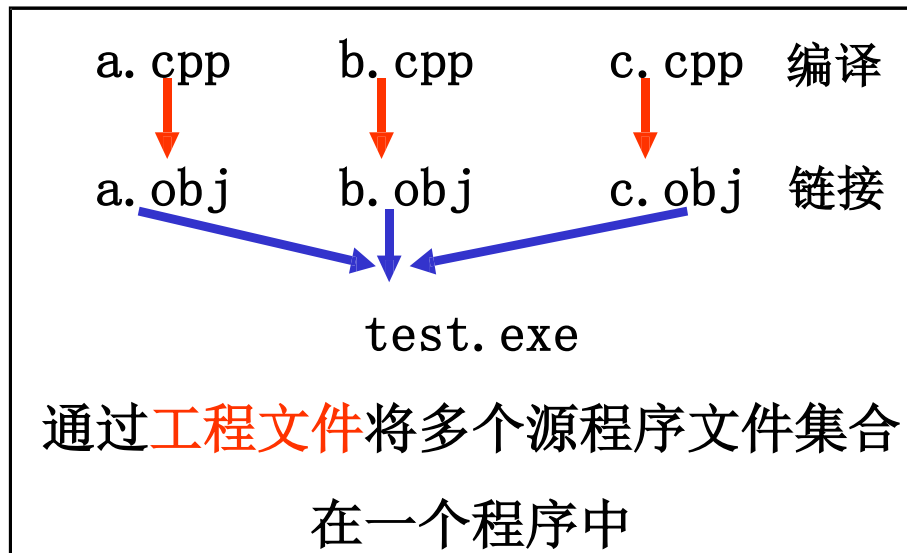 a.cpp b.cpp c.cpp 编译
a.obj b.obj c.obj 链接
test.exe
通过工程文件将多个源程序文件集合
在一个程序中